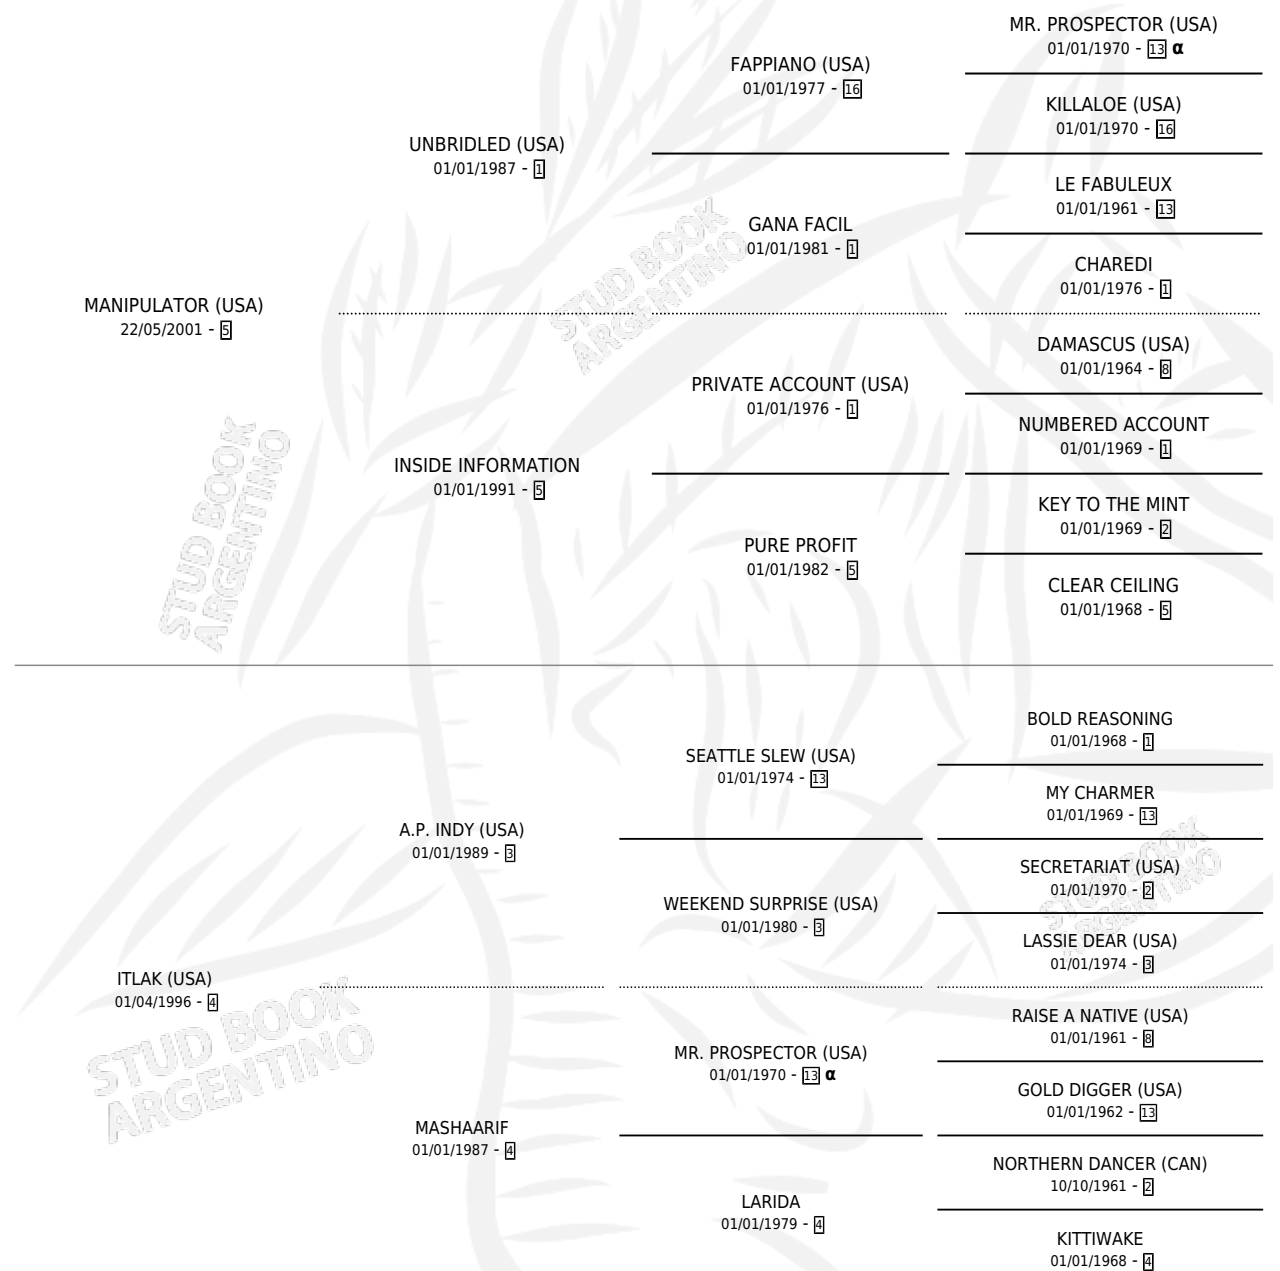 MR. PROSPECTOR (USA)
01/01/1970 - 13 α
FAPPIANO (USA)
01/01/1977 - 16
KILLALOE (USA)
01/01/1970 - 16
UNBRIDLED (USA)
01/01/1987 - 1
LE FABULEUX
01/01/1961 - 13
GANA FACIL
01/01/1981 - 1
CHAREDI
01/01/1976 - 1
STUD BOOK
ARGENTINO
MANIPULATOR (USA)
22/05/2001 - 5
DAMASCUS (USA)
01/01/1964 - 8
PRIVATE ACCOUNT (USA)
01/01/1976 - 1
NUMBERED ACCOUNT
01/01/1969 - 1
INSIDE INFORMATION
01/01/1991 - 5
KEY TO THE MINT
01/01/1969 - 2
PURE PROFIT
01/01/1982 - 5
CLEAR CEILING
01/01/1968 - 5
STUD BOOK
ARGENTINO
BOLD REASONING
01/01/1968 - 1
SEATTLE SLEW (USA)
01/01/1974 - 13
MY CHARMER
01/01/1969 - 13
A.P. INDY (USA)
01/01/1989 - 3
SECRETARIAT (USA)
01/01/1970 - 2
WEEKEND SURPRISE (USA)
01/01/1980 - 3
LASSIE DEAR (USA)
01/01/1974 - 3
STUD BOOK
ARGENTINO
ITLAK (USA)
01/04/1996 - 4
RAISE A NATIVE (USA)
01/01/1961 - 8
MR. PROSPECTOR (USA)
01/01/1970 - 13 α
GOLD DIGGER (USA)
01/01/1962 - 13
MASHAARIF
01/01/1987 - 4
NORTHERN DANCER (CAN)
10/10/1961 - 2
LARIDA
01/01/1979 - 4
KITTIWAKE
01/01/1968 - 4
STUD BOOK
ARGENTINO